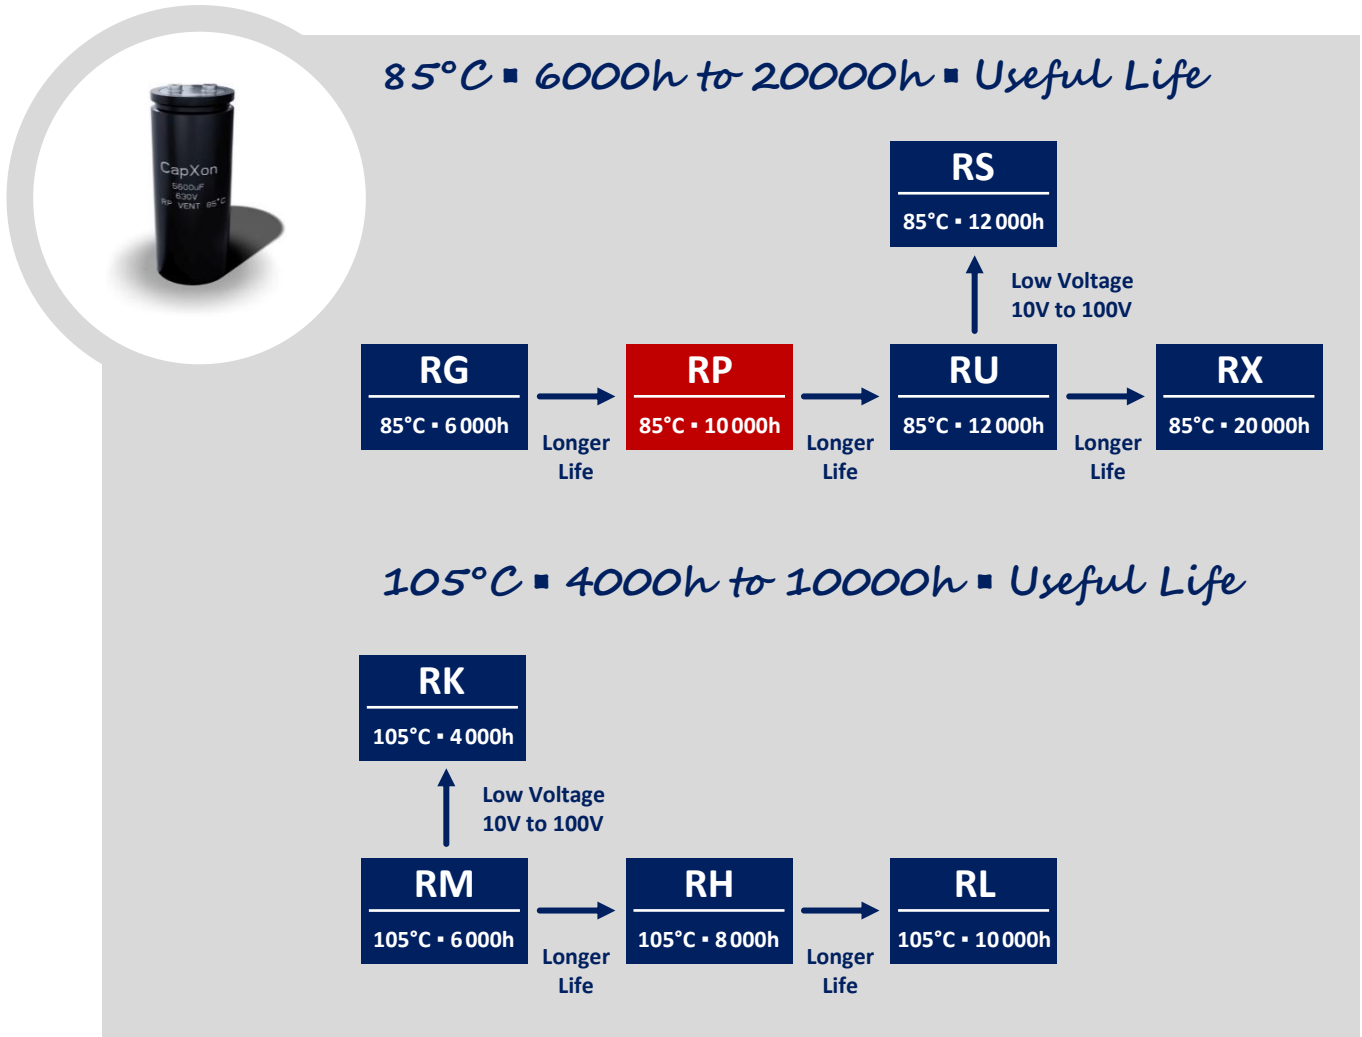 85°C ▪ 6000h to 20000h ▪ Useful Life
CapXon
5600uF
630V
RP VENT 85°C
RS
85°C ▪ 12 000h
Low Voltage
10V to 100V
RG
85°C ▪ 6 000h
Longer
Life
RP
85°C ▪ 10 000h
Longer
Life
RU
85°C ▪ 12 000h
Longer
Life
RX
85°C ▪ 20 000h
105°C ▪ 4000h to 10000h ▪ Useful Life
RK
105°C ▪ 4 000h
Low Voltage
10V to 100V
RM
105°C ▪ 6 000h
Longer
Life
RH
105°C ▪ 8 000h
Longer
Life
RL
105°C ▪ 10 000h